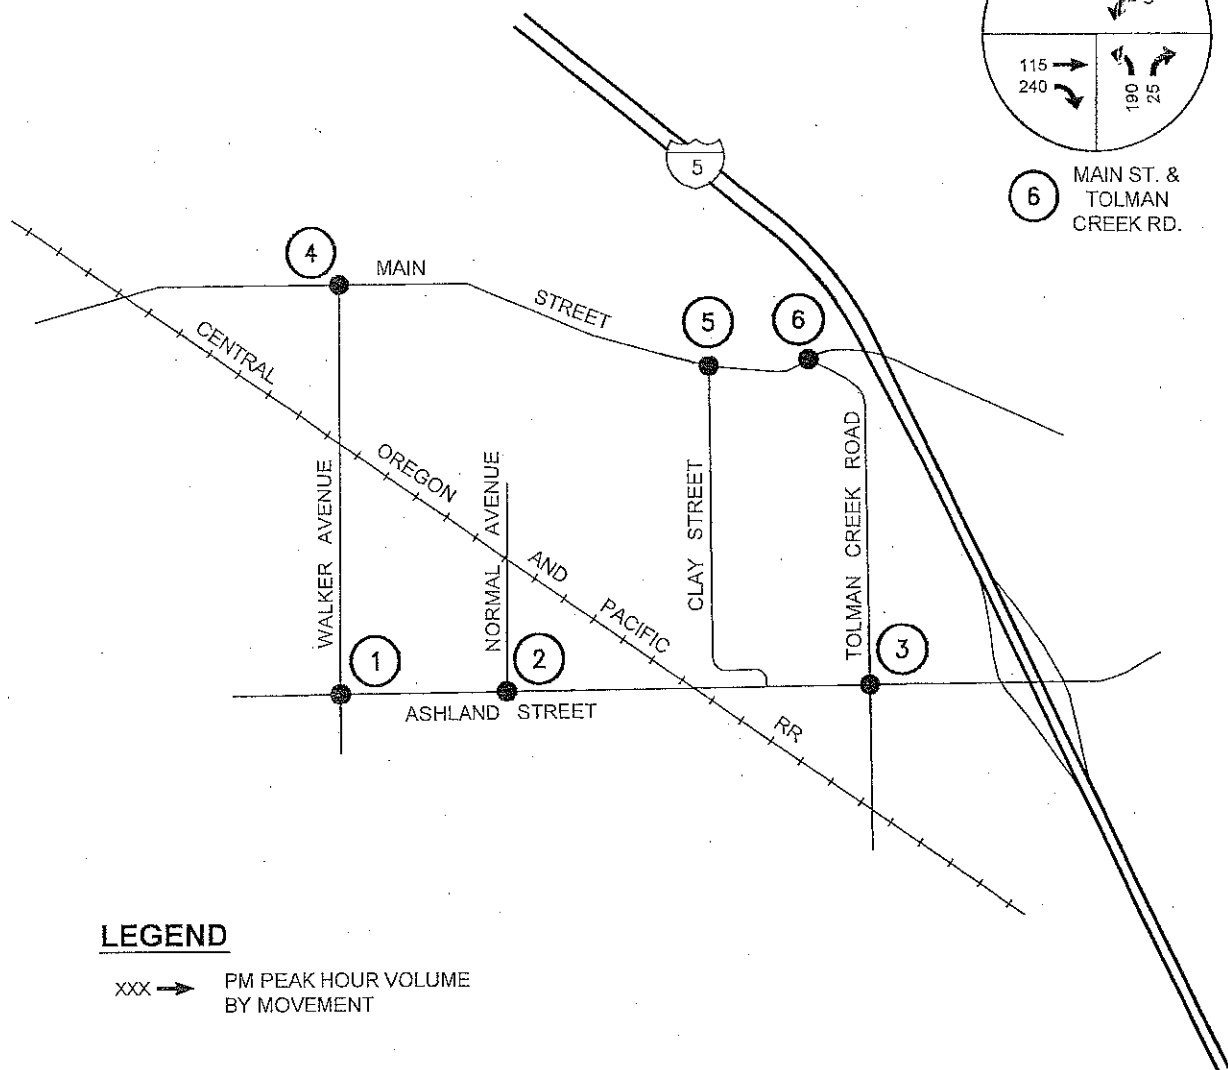 115
240
190
25
6
MAIN ST. &
TOLMAN
CREEK RD.
5
4
MAIN
STREET
5
6
CENTRAL
OREGON
AND
PACIFIC
RR
WALKER AVENUE
NORMAL AVENUE
CLAY STREET
TOLMAN CREEK ROAD
1
2
3
ASHLAND STREET
LEGEND
XXX PM PEAK HOUR VOLUME
BY MOVEMENT